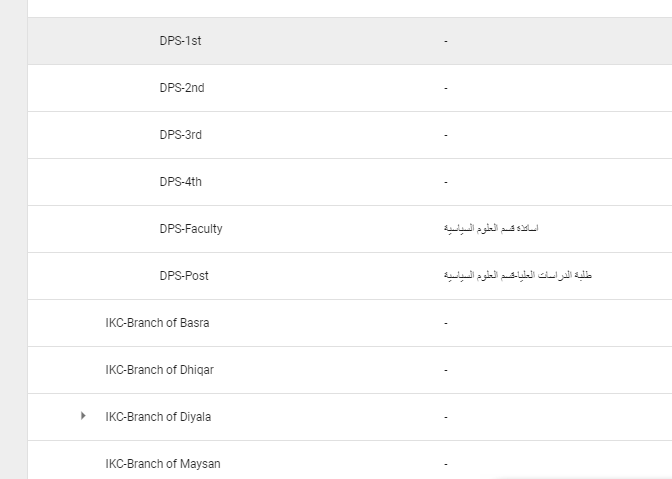 DPS-1st -
DPS-2nd -
DPS-3rd -
DPS-4th -
DPS-Faculty اساتذة قسم العلوم السياسية
DPS-Post طلبة الدراسات العليا-قسم العلوم السياسية
IKC-Branch of Basra -
IKC-Branch of Dhiqar -
IKC-Branch of Diyala -
IKC-Branch of Maysan -